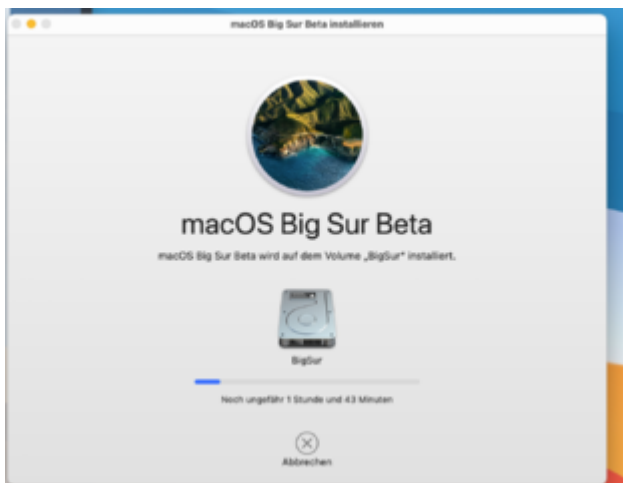 macOS Big Sur Beta installieren
macOS Big Sur Beta
macOS Big Sur Beta wird auf dem Volume „BigSur“ installiert.
BigSur
Noch ungefähr 1 Stunde und 43 Minuten
Abbrechen